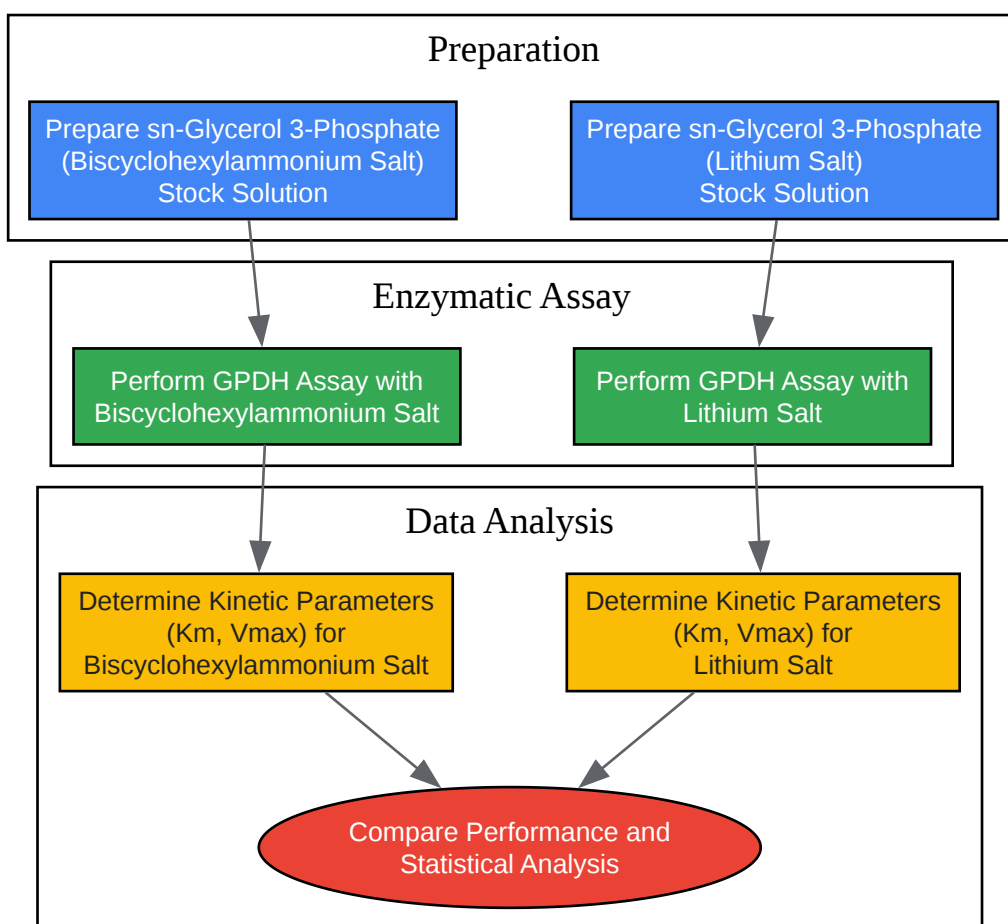 Preparation
Prepare sn-Glycerol 3-Phosphate
(Biscyclohexylammonium Salt)
Stock Solution
Prepare sn-Glycerol 3-Phosphate
(Lithium Salt)
Stock Solution
Enzymatic Assay
Perform GPDH Assay with
Biscyclohexylammonium Salt
Perform GPDH Assay with
Lithium Salt
Data Analysis
Determine Kinetic Parameters
(Km, Vmax) for
Biscyclohexylammonium Salt
Determine Kinetic Parameters
(Km, Vmax) for
Lithium Salt
Compare Performance and
Statistical Analysis